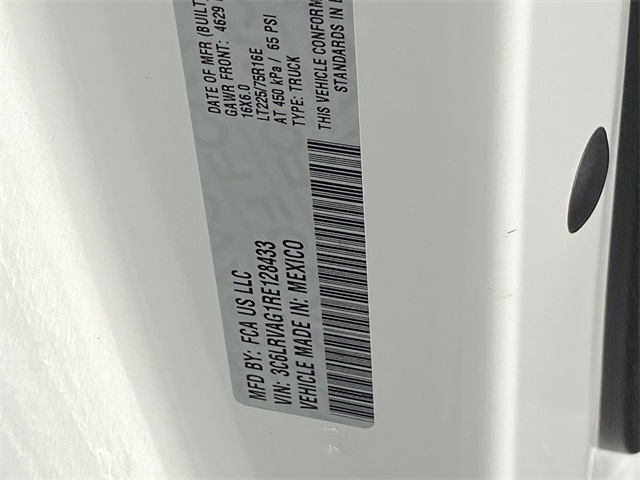 MFD BY: FCA US LLC
VIN: 3C6LRVAG1RE128433
VEHICLE MADE IN: MEXICO
DATE OF MFR (BUILT)
GAWR FRONT: 4629
16X6.0
LT225/75R16E
AT 450 kPa / 65 PSI
TYPE: TRUCK
THIS VEHICLE CONFORM
STANDARDS IN